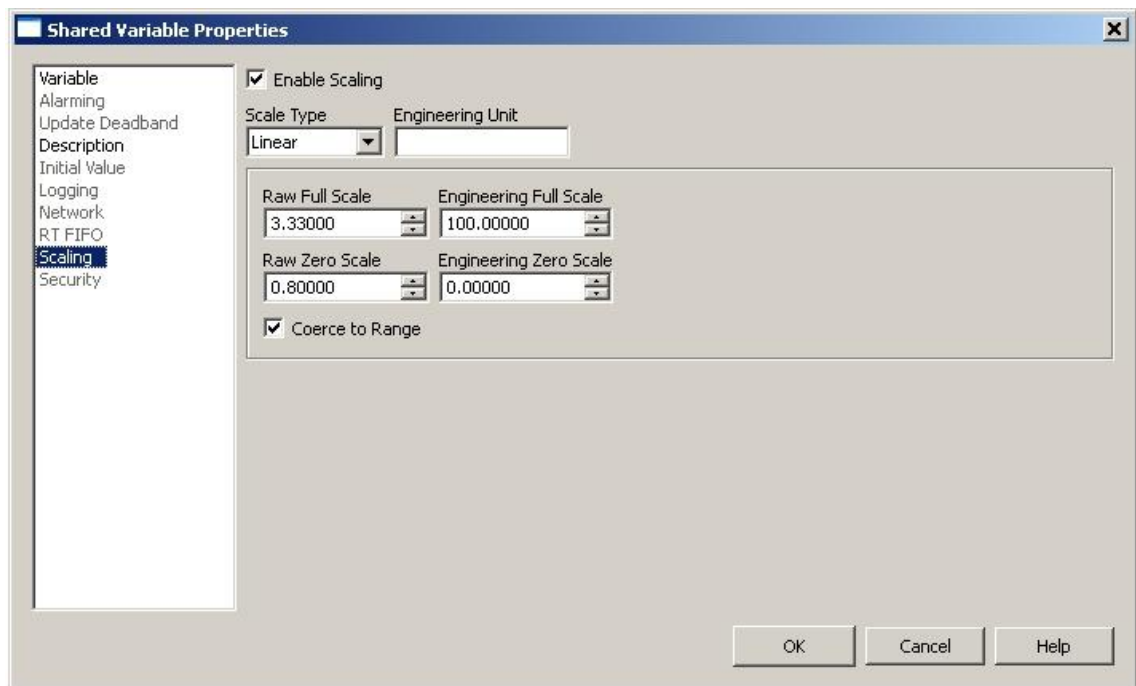 Shared Variable Properties
Variable
Alarming
Update Deadband
Description
Initial Value
Logging
Network
RT FIFO
Scaling
Security
Enable Scaling
Scale Type Engineering Unit
Linear
Raw Full Scale Engineering Full Scale
3.33000 100.00000
Raw Zero Scale Engineering Zero Scale
0.80000 0.00000
Coerce to Range
OK Cancel Help